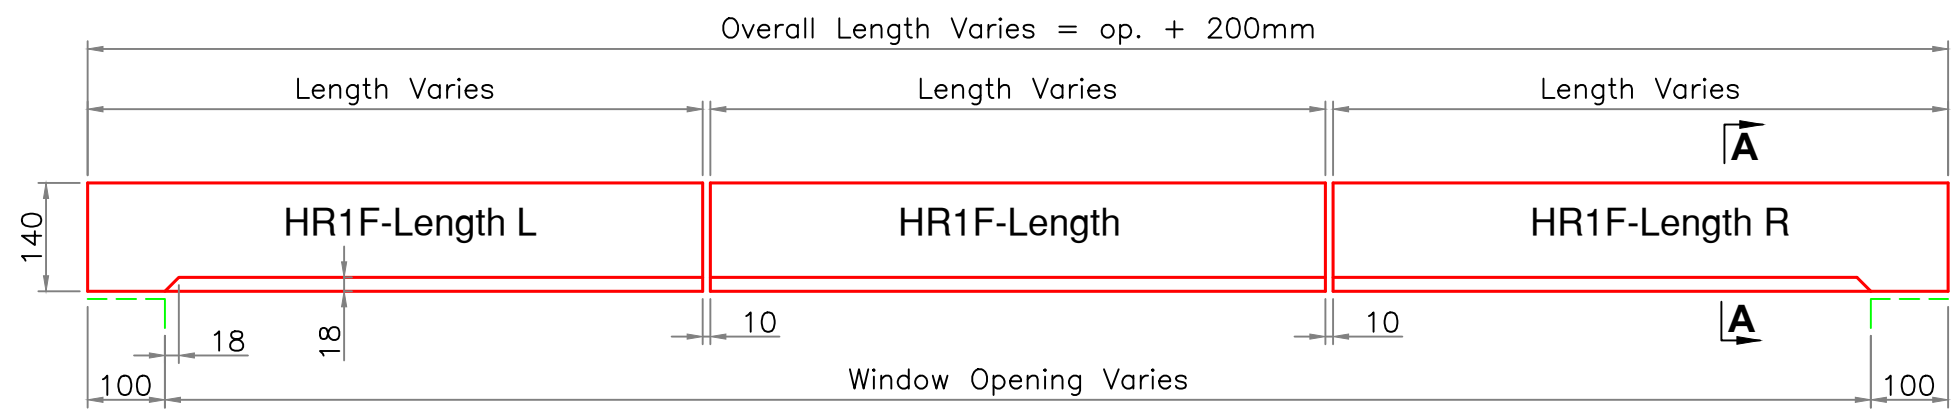 Overall Length Varies = op. + 200mm
Length Varies
Length Varies
Length Varies
A
140
HR1F-Length L
HR1F-Length
HR1F-Length R
18
18
10
10
A
100
Window Opening Varies
100